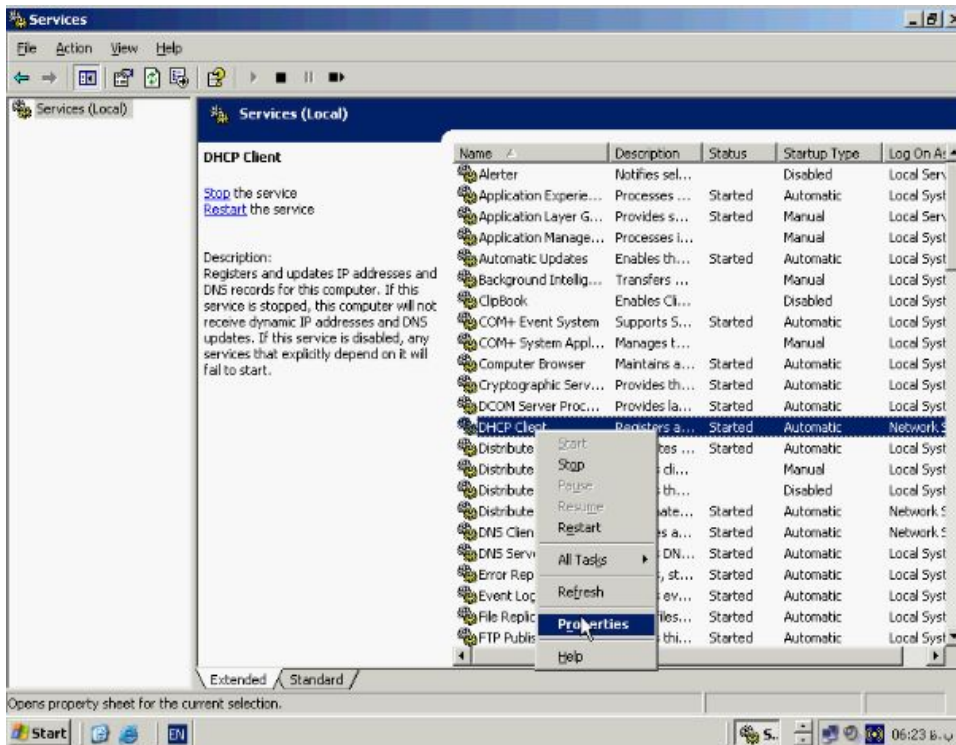 Services
File Action View Help
Services (Local)
Services (Local)
DHCP Client
Stop the service
Restart the service
Description:
Registers and updates IP addresses and
DNS records for this computer. If this
service is stopped, this computer will not
receive dynamic IP addresses and DNS
updates. If this service is disabled, any
services that explicitly depend on it will
fail to start.
Name Description Status Startup Type Log On As
Alerter Notifies sel... Disabled Local Serv
Application Experie... Processes ... Started Automatic Local Syst
Application Layer G... Provides s... Started Manual Local Serv
Application Manage... Processes i... Manual Local Syst
Automatic Updates Enables th... Started Automatic Local Syst
Background Intellig... Transfers ... Manual Local Syst
ClipBook Enables Cli... Disabled Local Syst
COM+ Event System Supports S... Started Automatic Local Syst
COM+ System Appl... Manages t... Manual Local Syst
Computer Browser Maintains a... Started Automatic Local Syst
Cryptographic Serv... Provides th... Started Automatic Local Syst
DCOM Server Proc... Provides la... Started Automatic Local Syst
DHCP Client Registers a... Started Automatic Network S
Distribute tes ... Started Automatic Local Syst
Distribute di... Manual Local Syst
Distribute th... Disabled Local Syst
Distribute ate... Started Automatic Network S
DNS Clien es a... Started Automatic Network S
DNS Serv DN... Started Automatic Local Syst
Error Rep , st... Started Automatic Local Syst
Event Log ev... Started Automatic Local Syst
File Replic iles... Started Automatic Local Syst
FTP Publis thi... Started Automatic Local Syst
Start
Stop
Pause
Resume
Restart
All Tasks
Refresh
Properties
Help
Extended Standard
Opens property sheet for the current selection.
Start EN S.. 06:23 ب.ظ